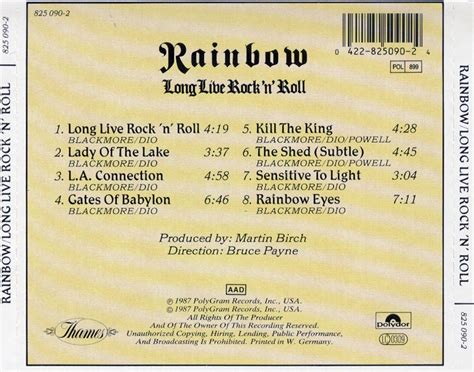 825 090-2
RAINBOW/LONG LIVE ROCK 'N' ROLL
Rainbow
Long Live Rock 'n' Roll
0 422-825090-2 4
POL 899
1. Long Live Rock 'n' Roll 4:19
BLACKMORE/DIO
2. Lady Of The Lake 3:37
BLACKMORE/DIO
3. L.A. Connection 4:58
BLACKMORE/DIO
4. Gates Of Babylon 6:46
BLACKMORE/DIO
5. Kill The King 4:28
BLACKMORE/DIO/POWELL
6. The Shed (Subtle) 4:45
BLACKMORE/DIO/POWELL
7. Sensitive To Light 3:04
BLACKMORE/DIO
8. Rainbow Eyes 7:11
BLACKMORE/DIO
Produced by: Martin Birch
Direction: Bruce Payne
AAD
Ⓟ 1987 PolyGram Records, Inc., USA.
© 1987 PolyGram Records, Inc., USA.
All Rights Of The Producer
And Of The Owner Of This Recording Reserved.
Unauthorized Copying, Hiring, Lending, Public Performance,
And Broadcasting Is Prohibited. Printed in W. Germany.
Thames
Polydor
LC 0309
RAINBOW/LONG LIVE ROCK 'N' ROLL
825 090-2